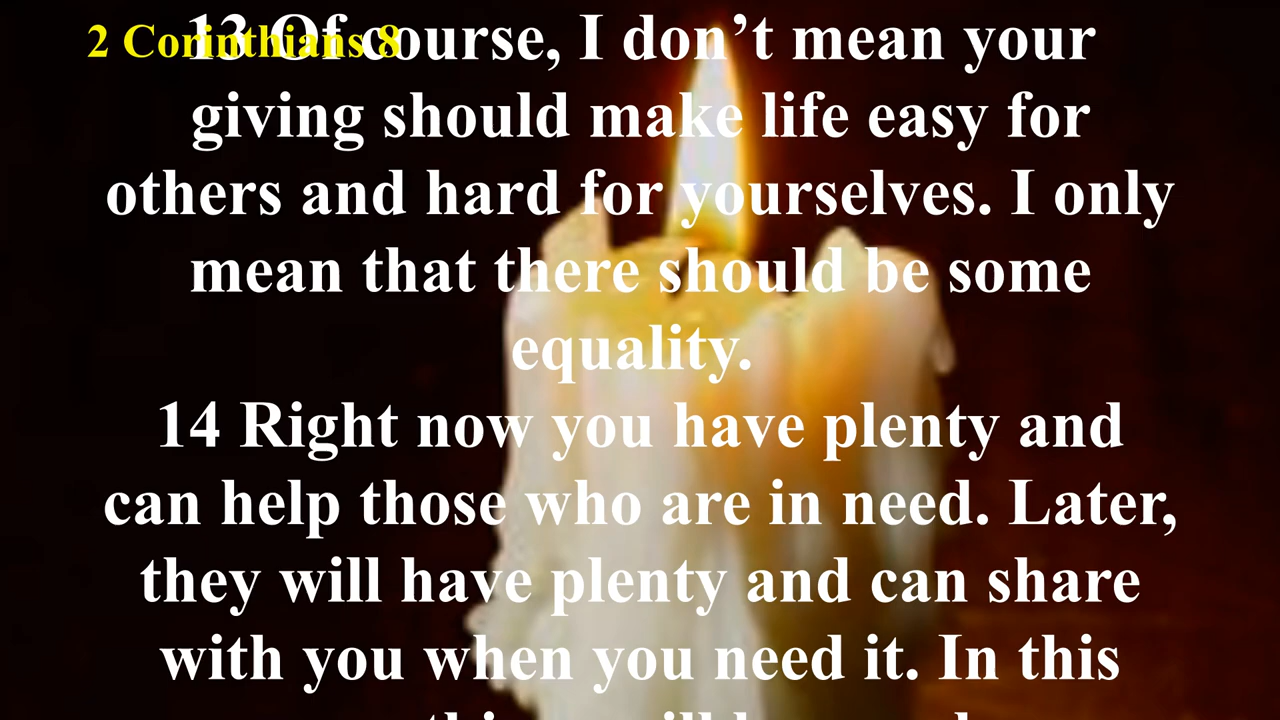 2 Corinthians 8
13 Of course, I don’t mean your
giving should make life easy for
others and hard for yourselves. I only
mean that there should be some
equality.
14 Right now you have plenty and
can help those who are in need. Later,
they will have plenty and can share
with you when you need it. In this